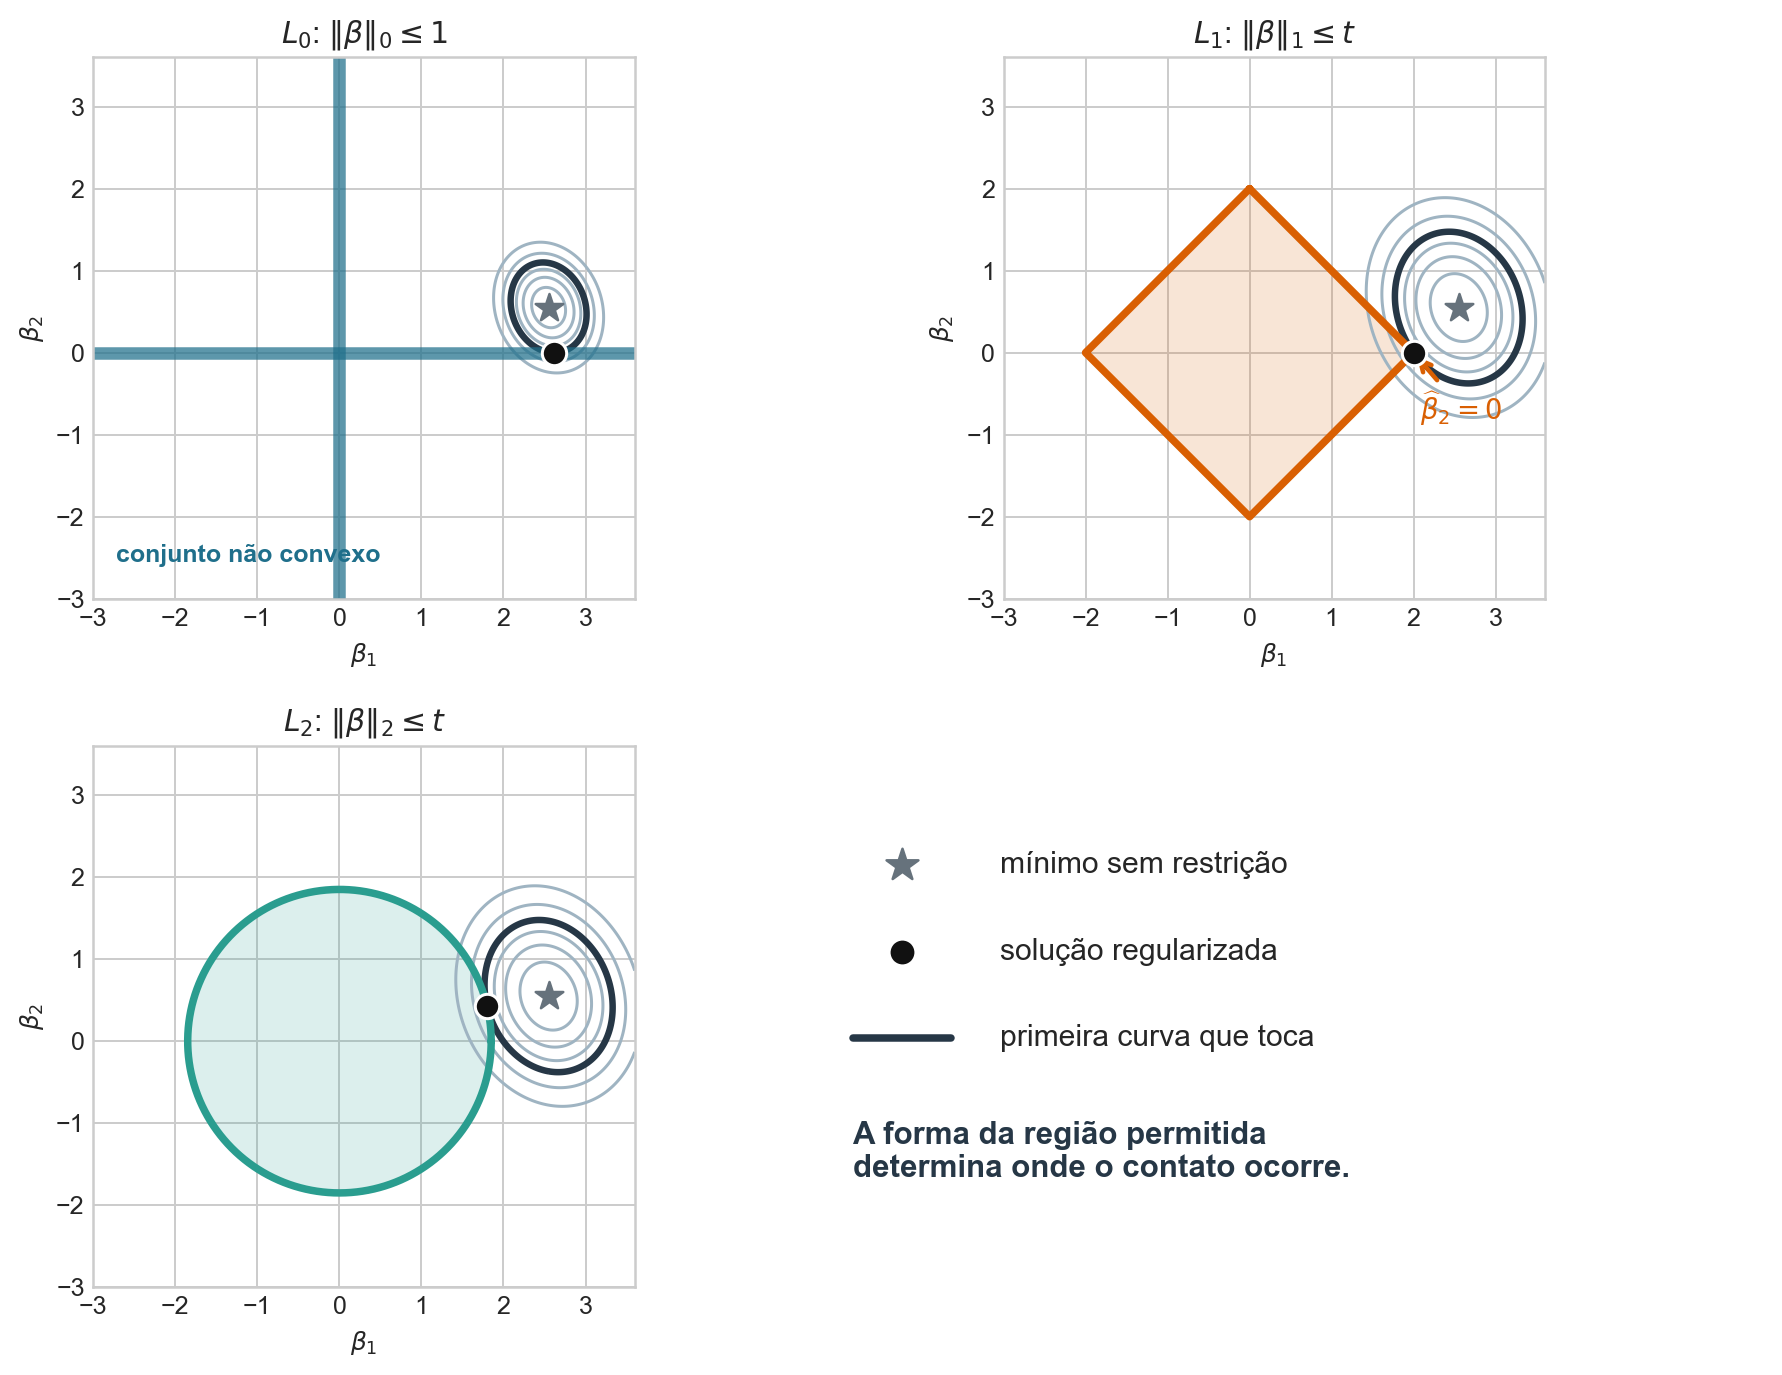 L₀: ‖β‖₀ ≤ 1
3
2
1
0
−1
−2
−3
β₂
conjunto não convexo
−3 −2 −1 0 1 2 3
β₁
L₁: ‖β‖₁ ≤ t
3
2
1
0
−1
−2
−3
β₂
β̂₂ = 0
−3 −2 −1 0 1 2 3
β₁
L₂: ‖β‖₂ ≤ t
3
2
1
0
−1
−2
−3
β₂
−3 −2 −1 0 1 2 3
β₁
mínimo sem restrição
solução regularizada
primeira curva que toca
A forma da região permitida
determina onde o contato ocorre.